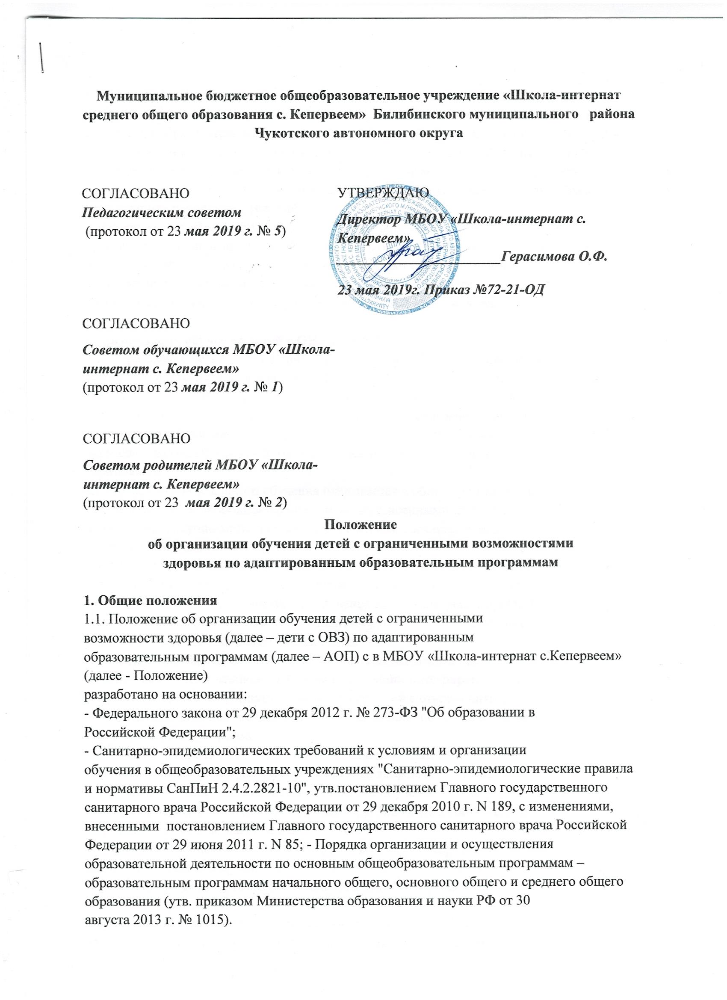 Муниципальное бюджетное общеобразовательное учреждение «Школа-интернат
среднего общего образования с. Кепервеем»  Билибинского муниципального   района
Чукотского автономного округа
СОГЛАСОВАНО
Педагогическим советом
(протокол от 23 мая 2019 г. № 5)
УТВЕРЖДАЮ
Директор МБОУ «Школа-интернат с.
Кепервеем»
Герасимова О.Ф.
23 мая 2019г. Приказ №72-21-ОД
ДЛЯ
ДОКУМЕНТОВ
СОГЛАСОВАНО
Советом обучающихся МБОУ «Школа-
интернат с. Кепервеем»
(протокол от 23 мая 2019 г. № 1)
СОГЛАСОВАНО
Советом родителей МБОУ «Школа-
интернат с. Кепервеем»
(протокол от 23  мая 2019 г. № 2)
Положение
об организации обучения детей с ограниченными возможностями
здоровья по адаптированным образовательным программам
1. Общие положения
1.1. Положение об организации обучения детей с ограниченными
возможности здоровья (далее – дети с ОВЗ) по адаптированным
образовательным программам (далее – АОП) с в МБОУ «Школа-интернат с.Кепервеем»
(далее - Положение)
разработано на основании:
- Федерального закона от 29 декабря 2012 г. № 273-ФЗ "Об образовании в
Российской Федерации";
- Санитарно-эпидемиологических требований к условиям и организации
обучения в общеобразовательных учреждениях "Санитарно-эпидемиологические правила
и нормативы СанПиН 2.4.2.2821-10", утв.постановлением Главного государственного
санитарного врача Российской Федерации от 29 декабря 2010 г. N 189, с изменениями,
внесенными  постановлением Главного государственного санитарного врача Российской
Федерации от 29 июня 2011 г. N 85; - Порядка организации и осуществления
образовательной деятельности по основным общеобразовательным программам –
образовательным программам начального общего, основного общего и среднего общего
образования (утв. приказом Министерства образования и науки РФ от 30
августа 2013 г. № 1015).